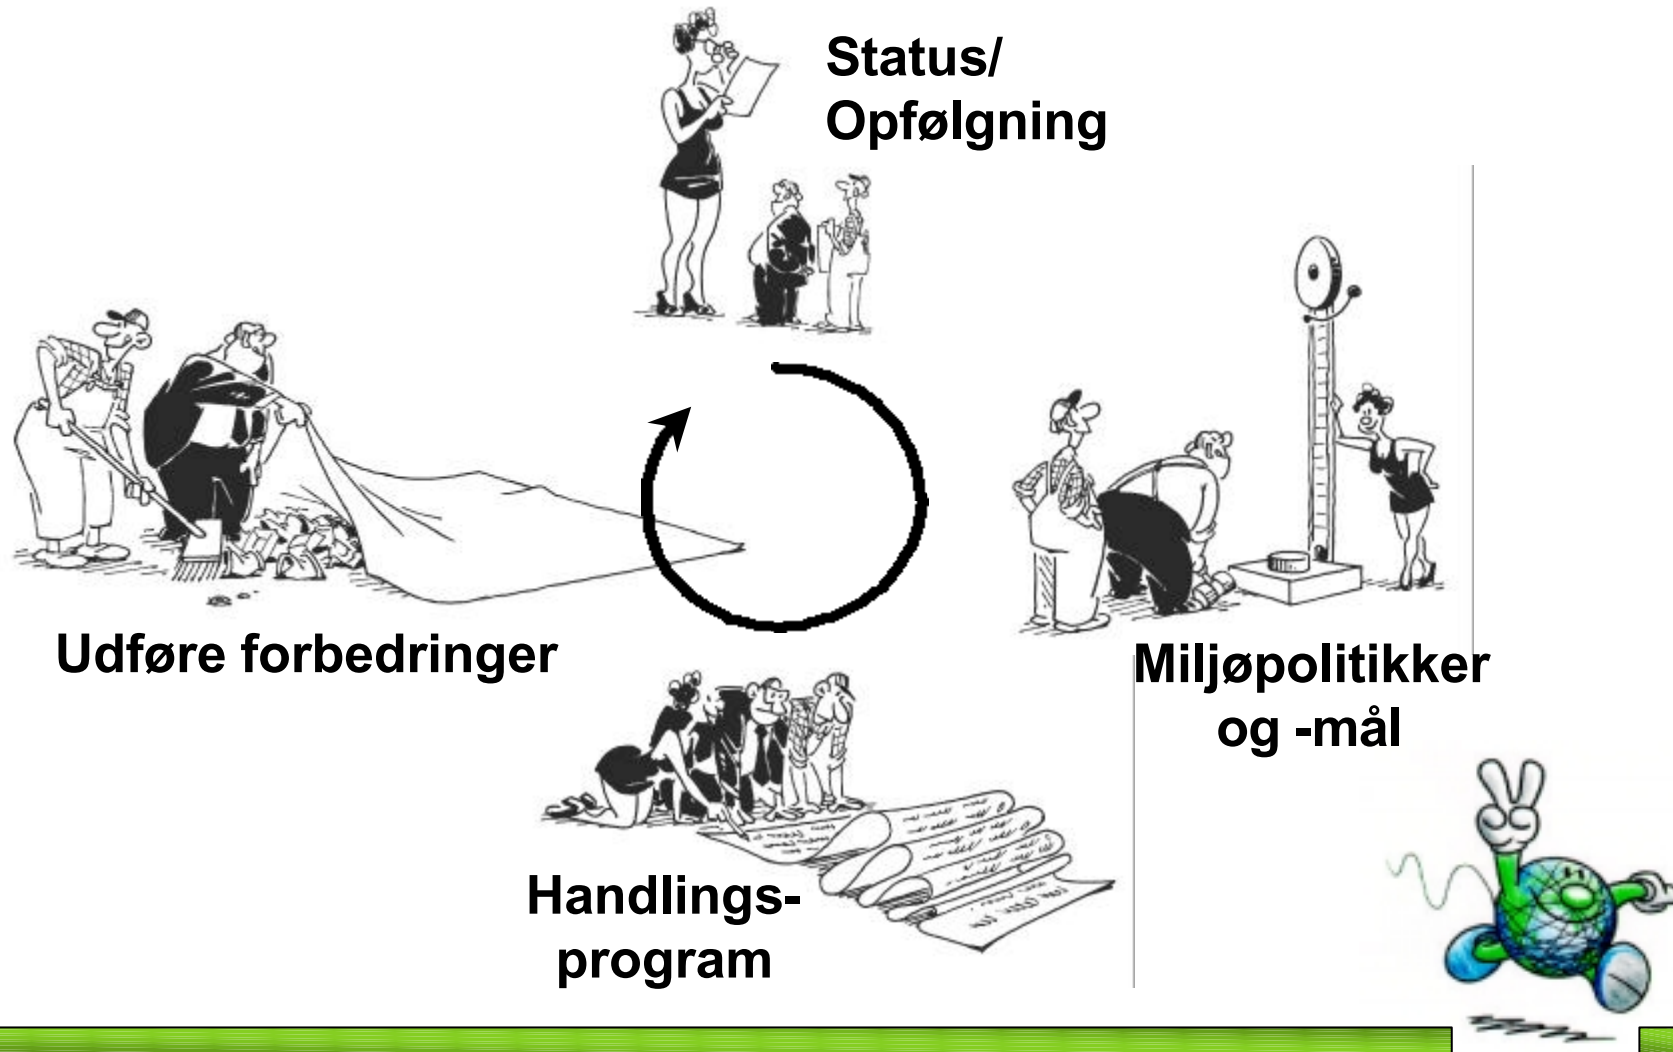 Status/
Opfølgning
Miljøpolitikker
og -mål
Handlings-
program
Udføre forbedringer